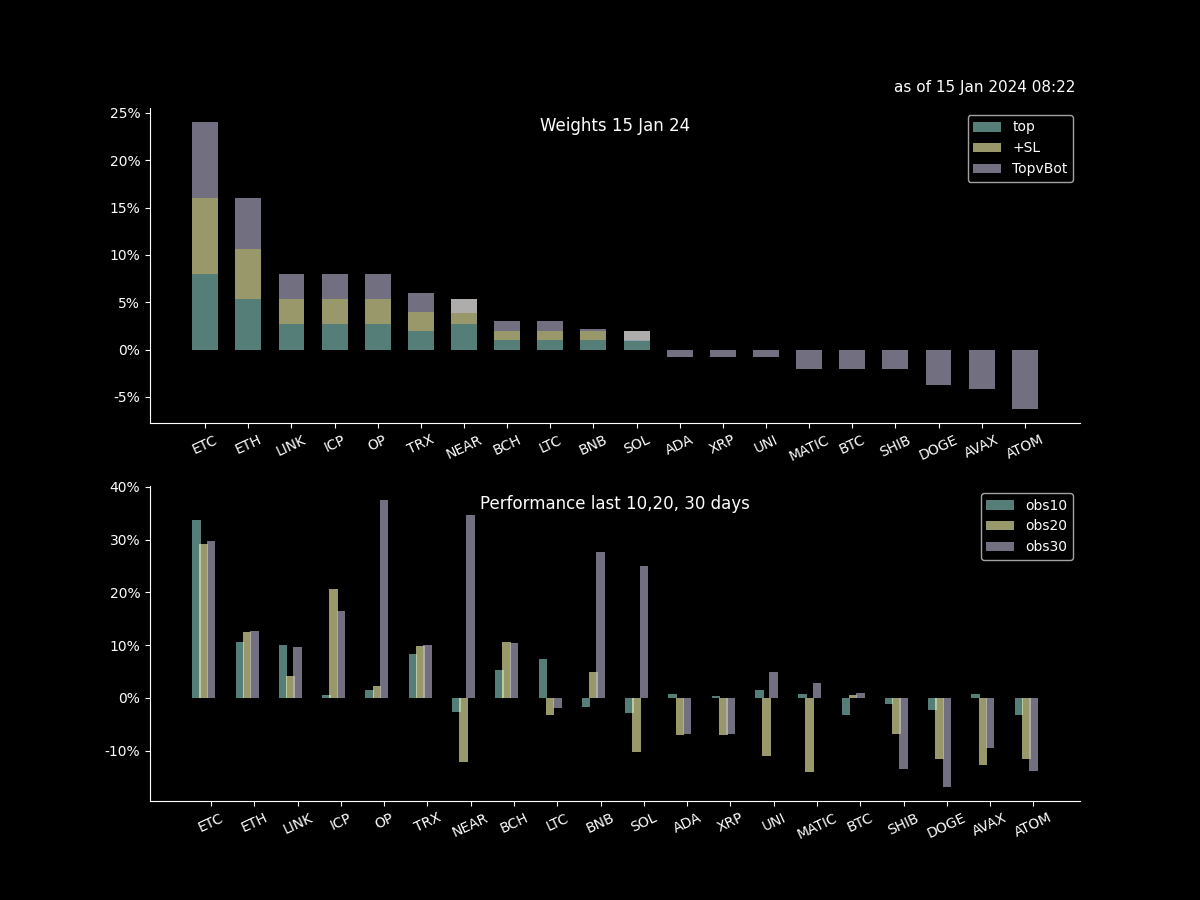 as of 15 Jan 2024 08:22
Weights 15 Jan 24
top
+SL
TopvBot
25%
20%
15%
10%
5%
0%
-5%
ETC ETH LINK ICP OP TRX NEAR BCH LTC BNB SOL ADA XRP UNI MATIC BTC SHIB DOGE AVAX ATOM
Performance last 10,20, 30 days
obs10
obs20
obs30
40%
30%
20%
10%
0%
-10%
ETC ETH LINK ICP OP TRX NEAR BCH LTC BNB SOL ADA XRP UNI MATIC BTC SHIB DOGE AVAX ATOM